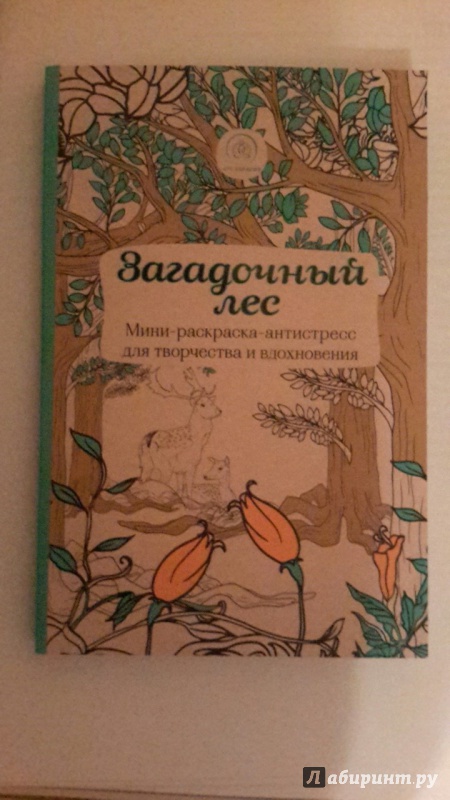 Загадочный
лес
Мини-раскраска-антистресс
для творчества и вдохновения
Лабиринт.ру